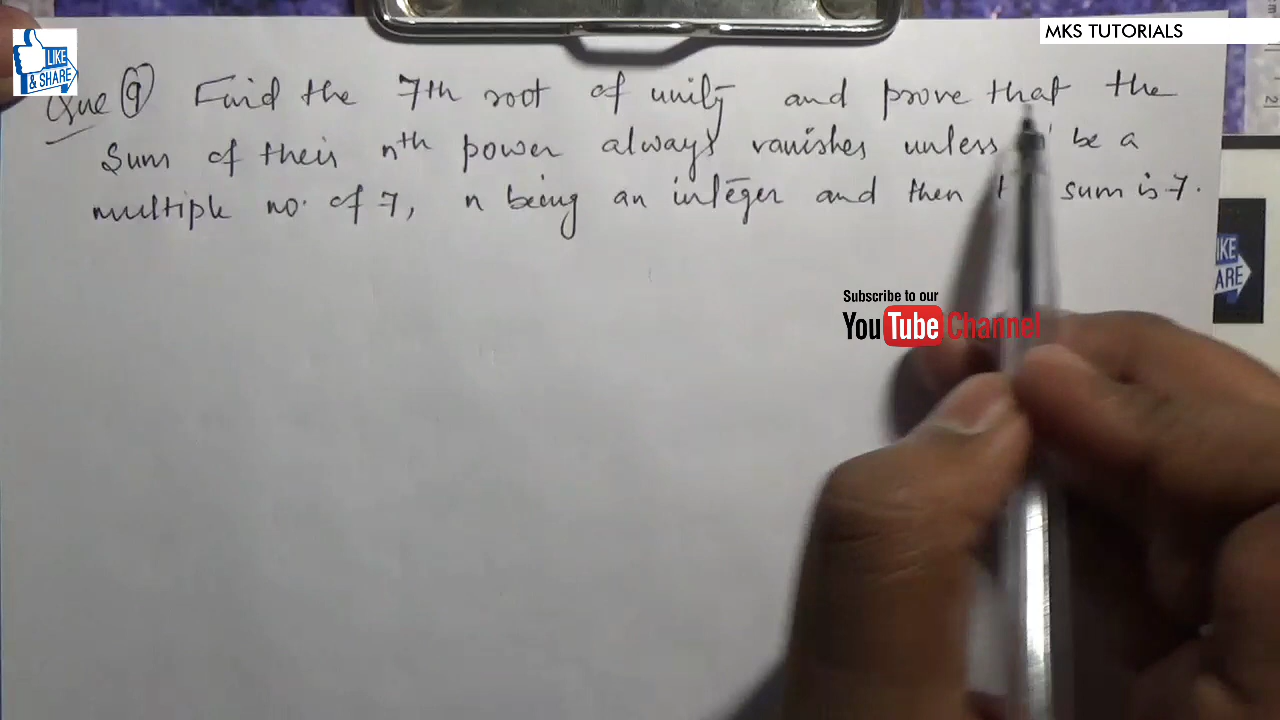 MKS TUTORIALS
LIKE
& SHARE
Que 9 Find the 7th root of unity and prove that the
Sum of their nth power always vanishes unless be a
multiple no. of 7, n being an integer and then sum is 7.
IKE
ARE
Subscribe to our
YouTube Channel